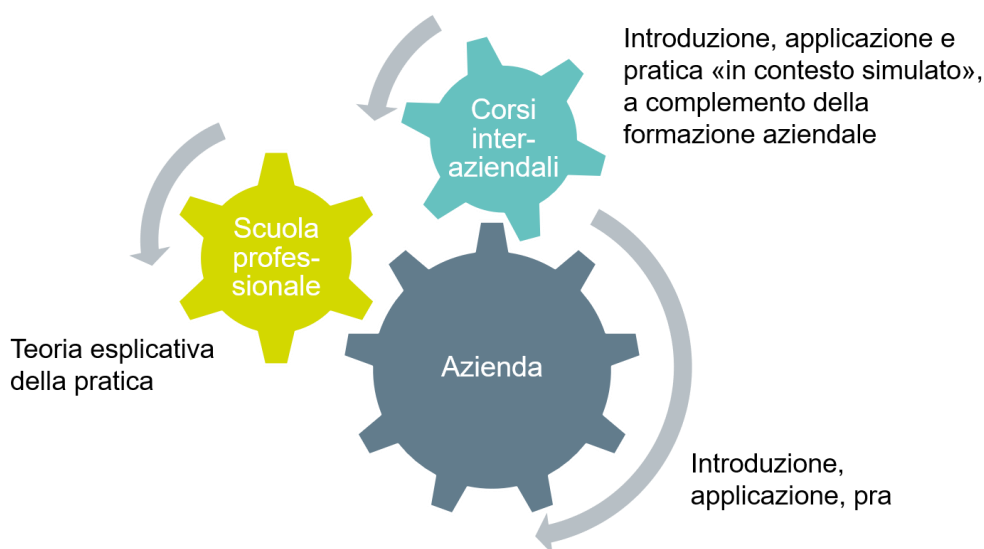 Introduzione, applicazione e
pratica «in contesto simulato»,
a complemento della
formazione aziendale
Corsi
inter-
aziendali
Scuola
profes-
sionale
Teoria esplicativa
della pratica
Azienda
Introduzione,
applicazione, pra